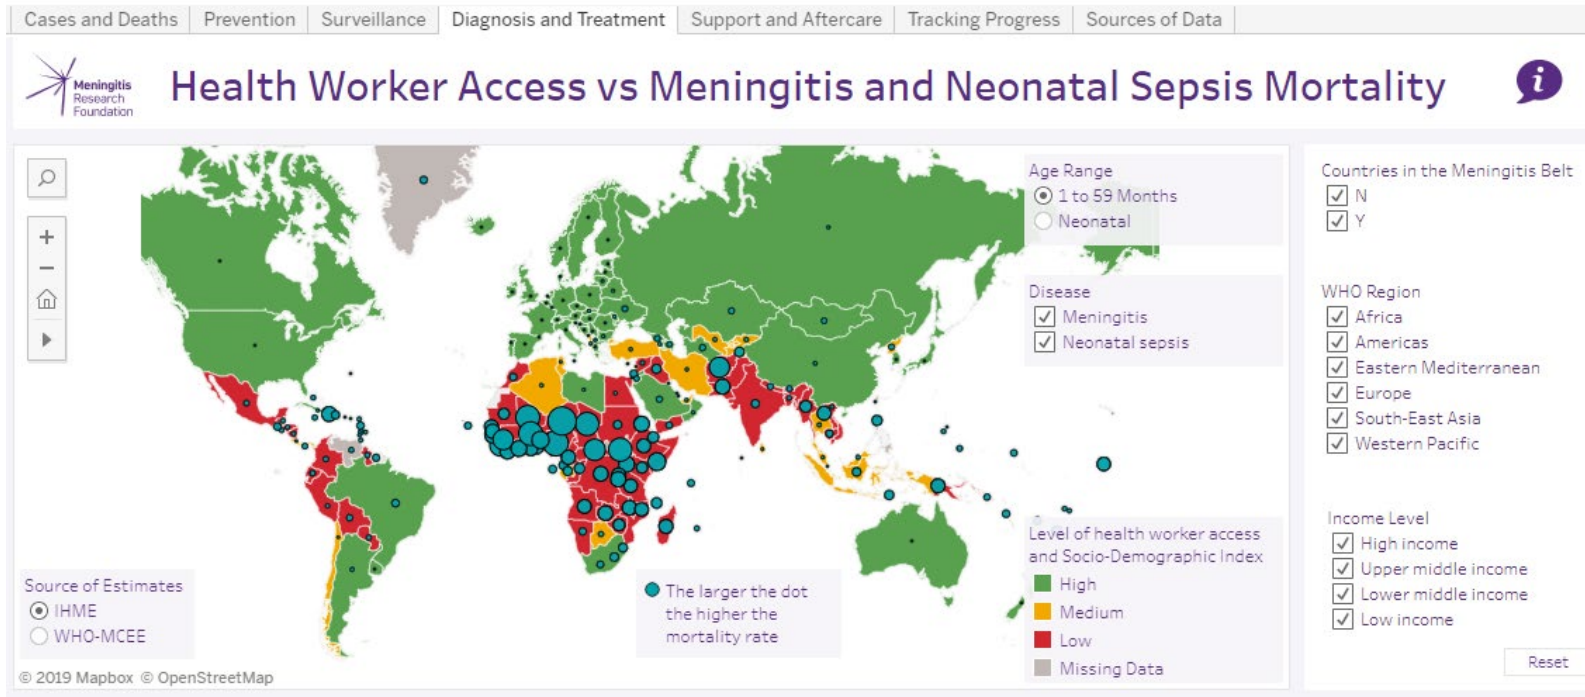 Cases and Deaths
Prevention
Surveillance
Diagnosis and Treatment
Support and Aftercare
Tracking Progress
Sources of Data
Meningitis
Research
Foundation
Health Worker Access vs Meningitis and Neonatal Sepsis Mortality
i
Age Range
1 to 59 Months
Neonatal
Disease
Meningitis
Neonatal sepsis
Level of health worker access
and Socio-Demographic Index
High
Medium
Low
Missing Data
The larger the dot
the higher the
mortality rate
Source of Estimates
IHME
WHO-MCEE
© 2019 Mapbox © OpenStreetMap
Countries in the Meningitis Belt
N
Y
WHO Region
Africa
Americas
Eastern Mediterranean
Europe
South-East Asia
Western Pacific
Income Level
High income
Upper middle income
Lower middle income
Low income
Reset